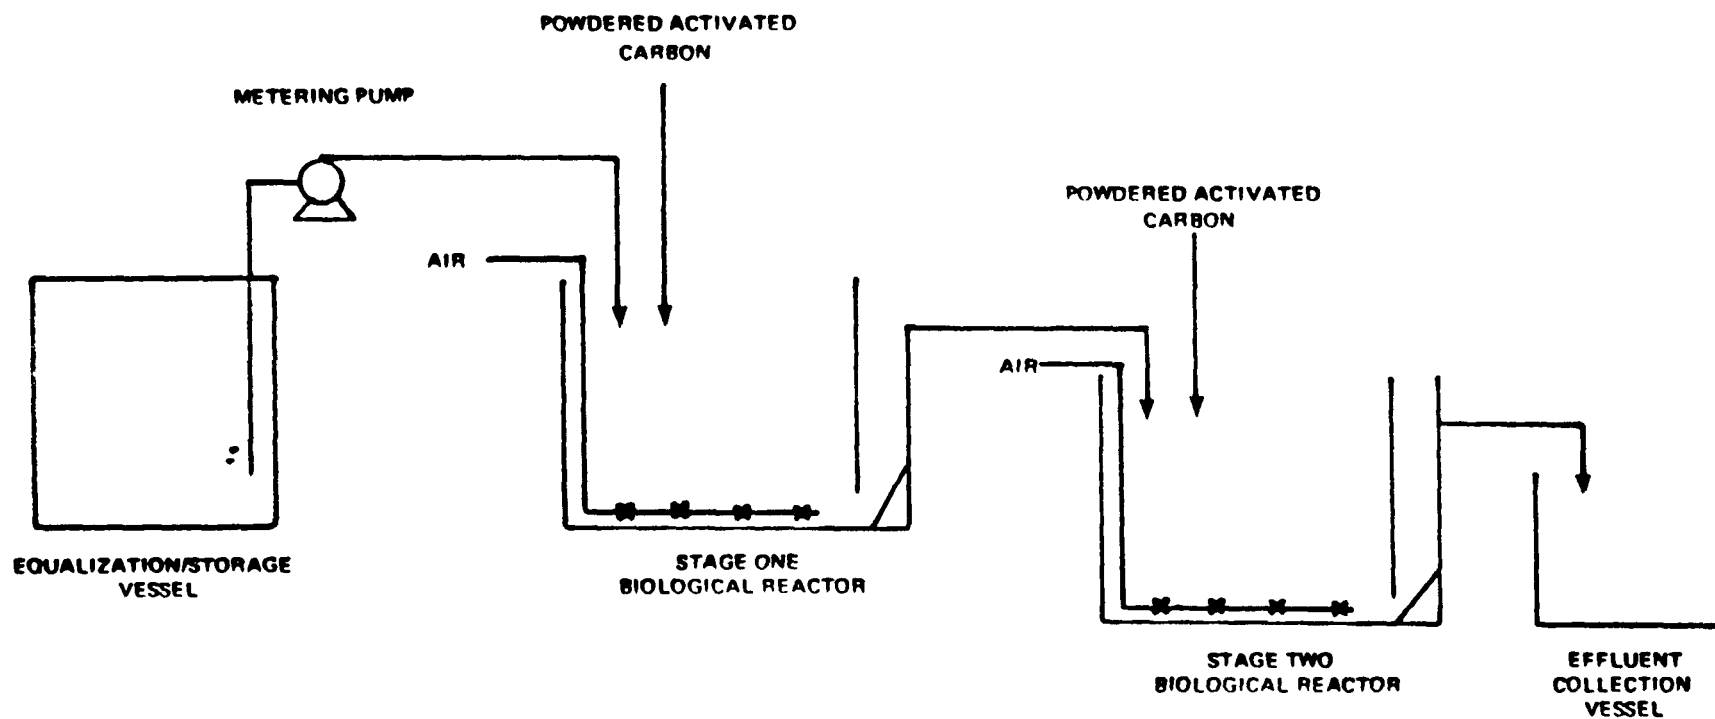 POWDERED ACTIVATED
CARBON
METERING PUMP
POWDERED ACTIVATED
CARBON
AIR
AIR
EQUALIZATION/STORAGE
VESSEL
STAGE ONE
BIOLOGICAL REACTOR
STAGE TWO
BIOLOGICAL REACTOR
EFFLUENT
COLLECTION
VESSEL